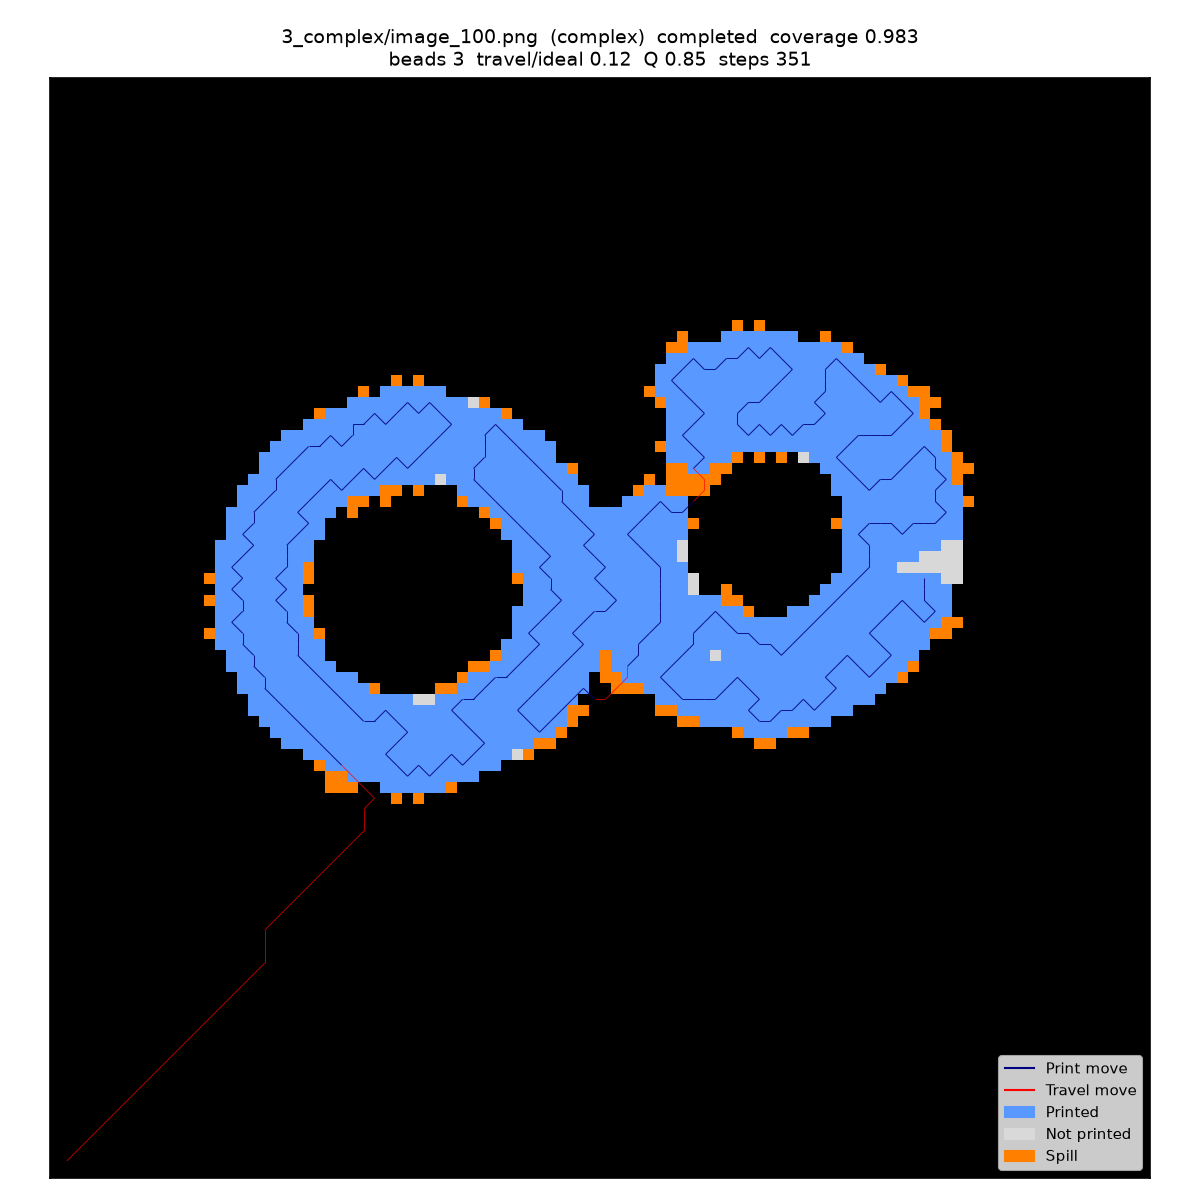 3_complex/image_100.png  (complex)  completed  coverage 0.983
beads 3  travel/ideal 0.12  Q 0.85  steps 351
Print move
Travel move
Printed
Not printed
Spill